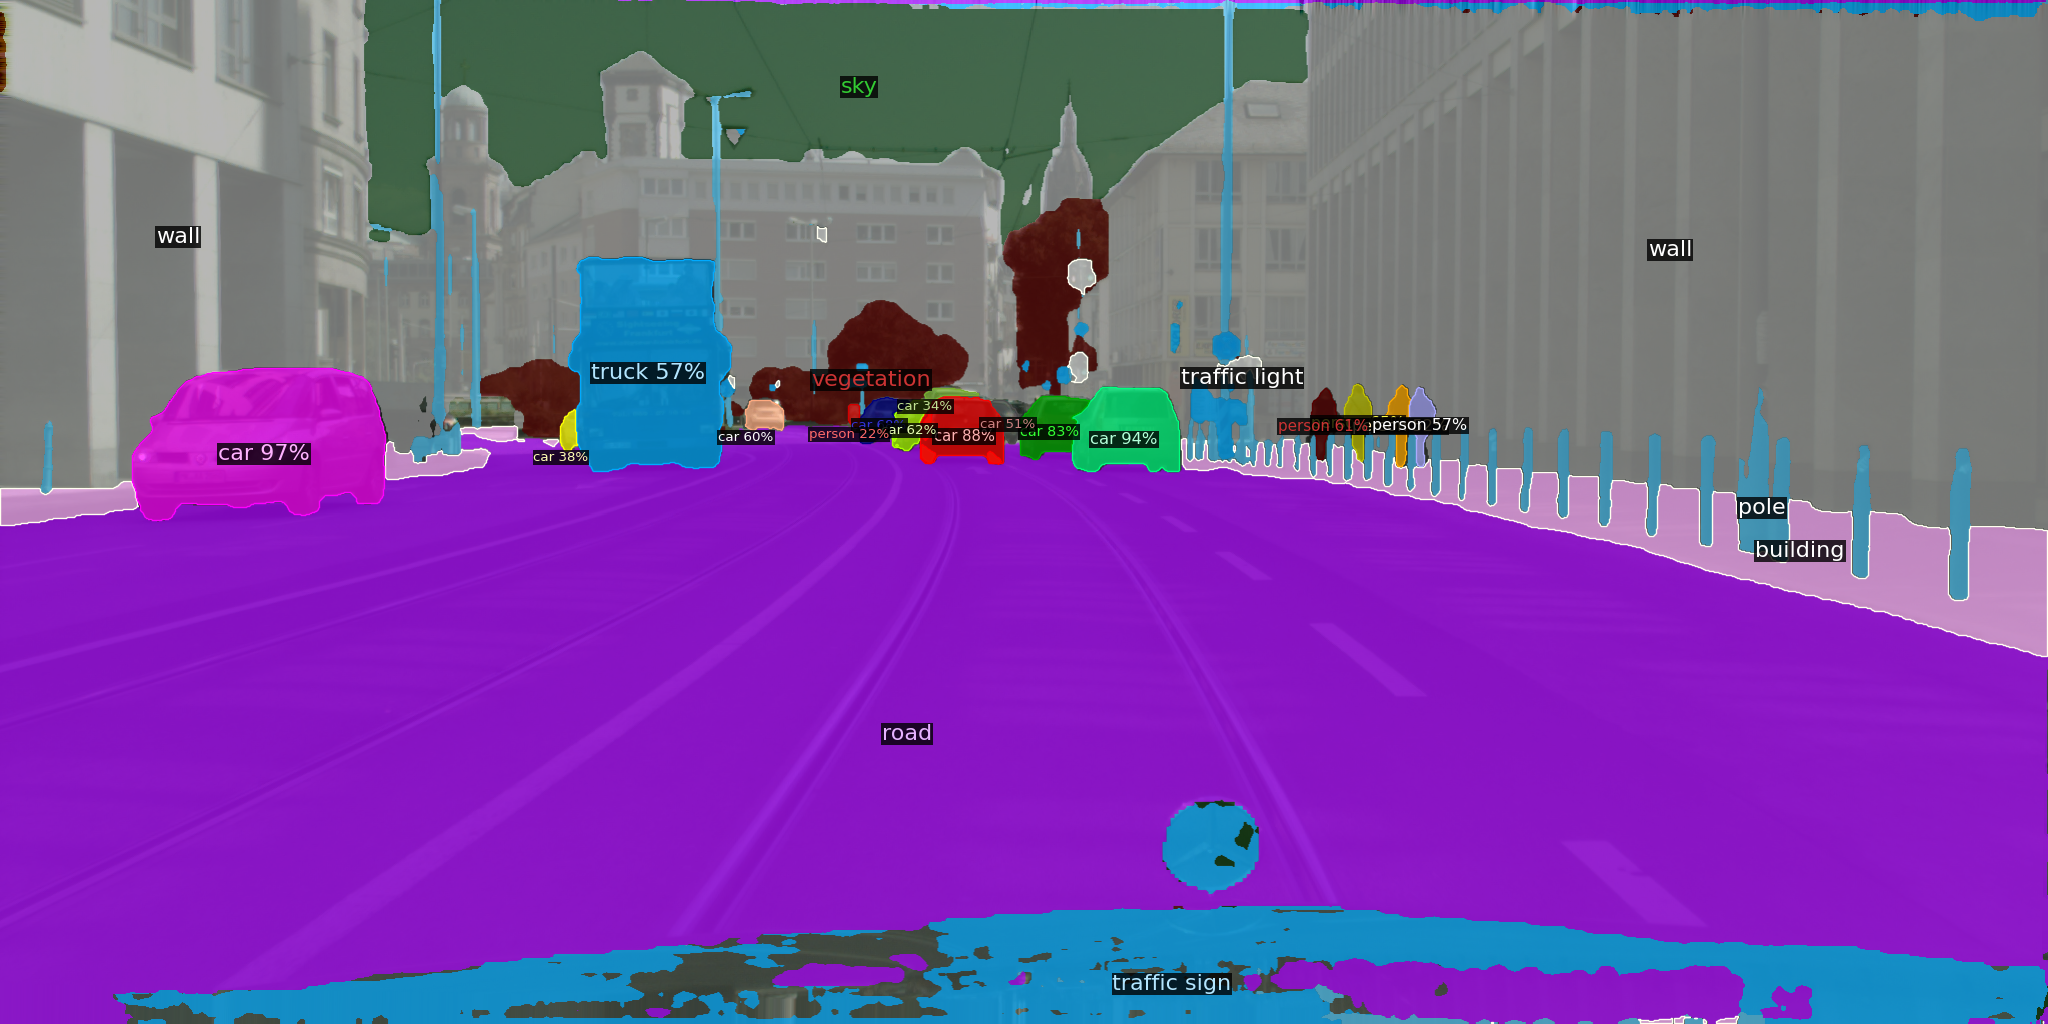 sky
wall
wall
truck 57%
vegetation
traffic light
car 34%
car 97%
car 38%
car 60%
person 22%
car 62%
car 88%
car 51%
car 83%
car 94%
person 61%
person 57%
pole
building
road
traffic sign